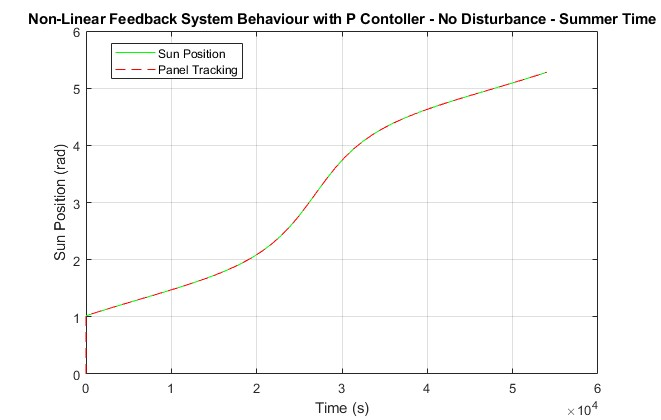 Non-Linear Feedback System Behaviour with P Contoller - No Disturbance - Summer Time
6
Sun Position
Panel Tracking
5
4
3
2
1
0
Sun Position (rad)
0 1 2 3 4 5 6
Time (s)
×10⁴